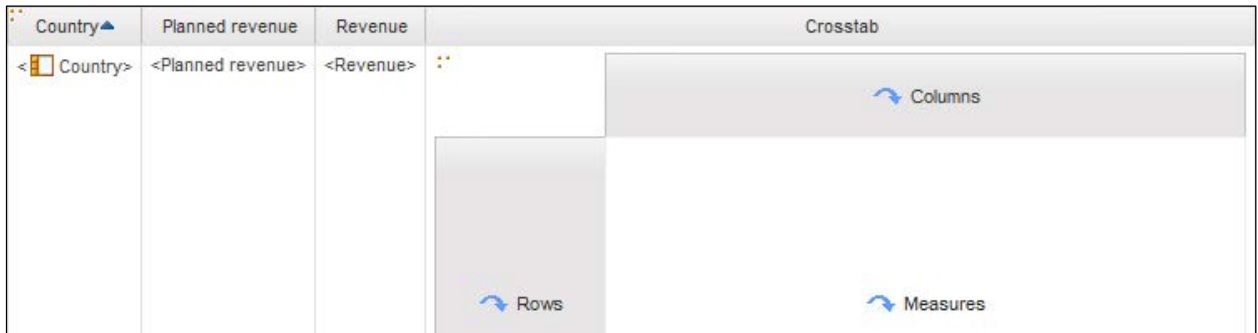 Country Planned revenue Revenue Crosstab
< Country> <Planned revenue> <Revenue>
Columns
Rows Measures